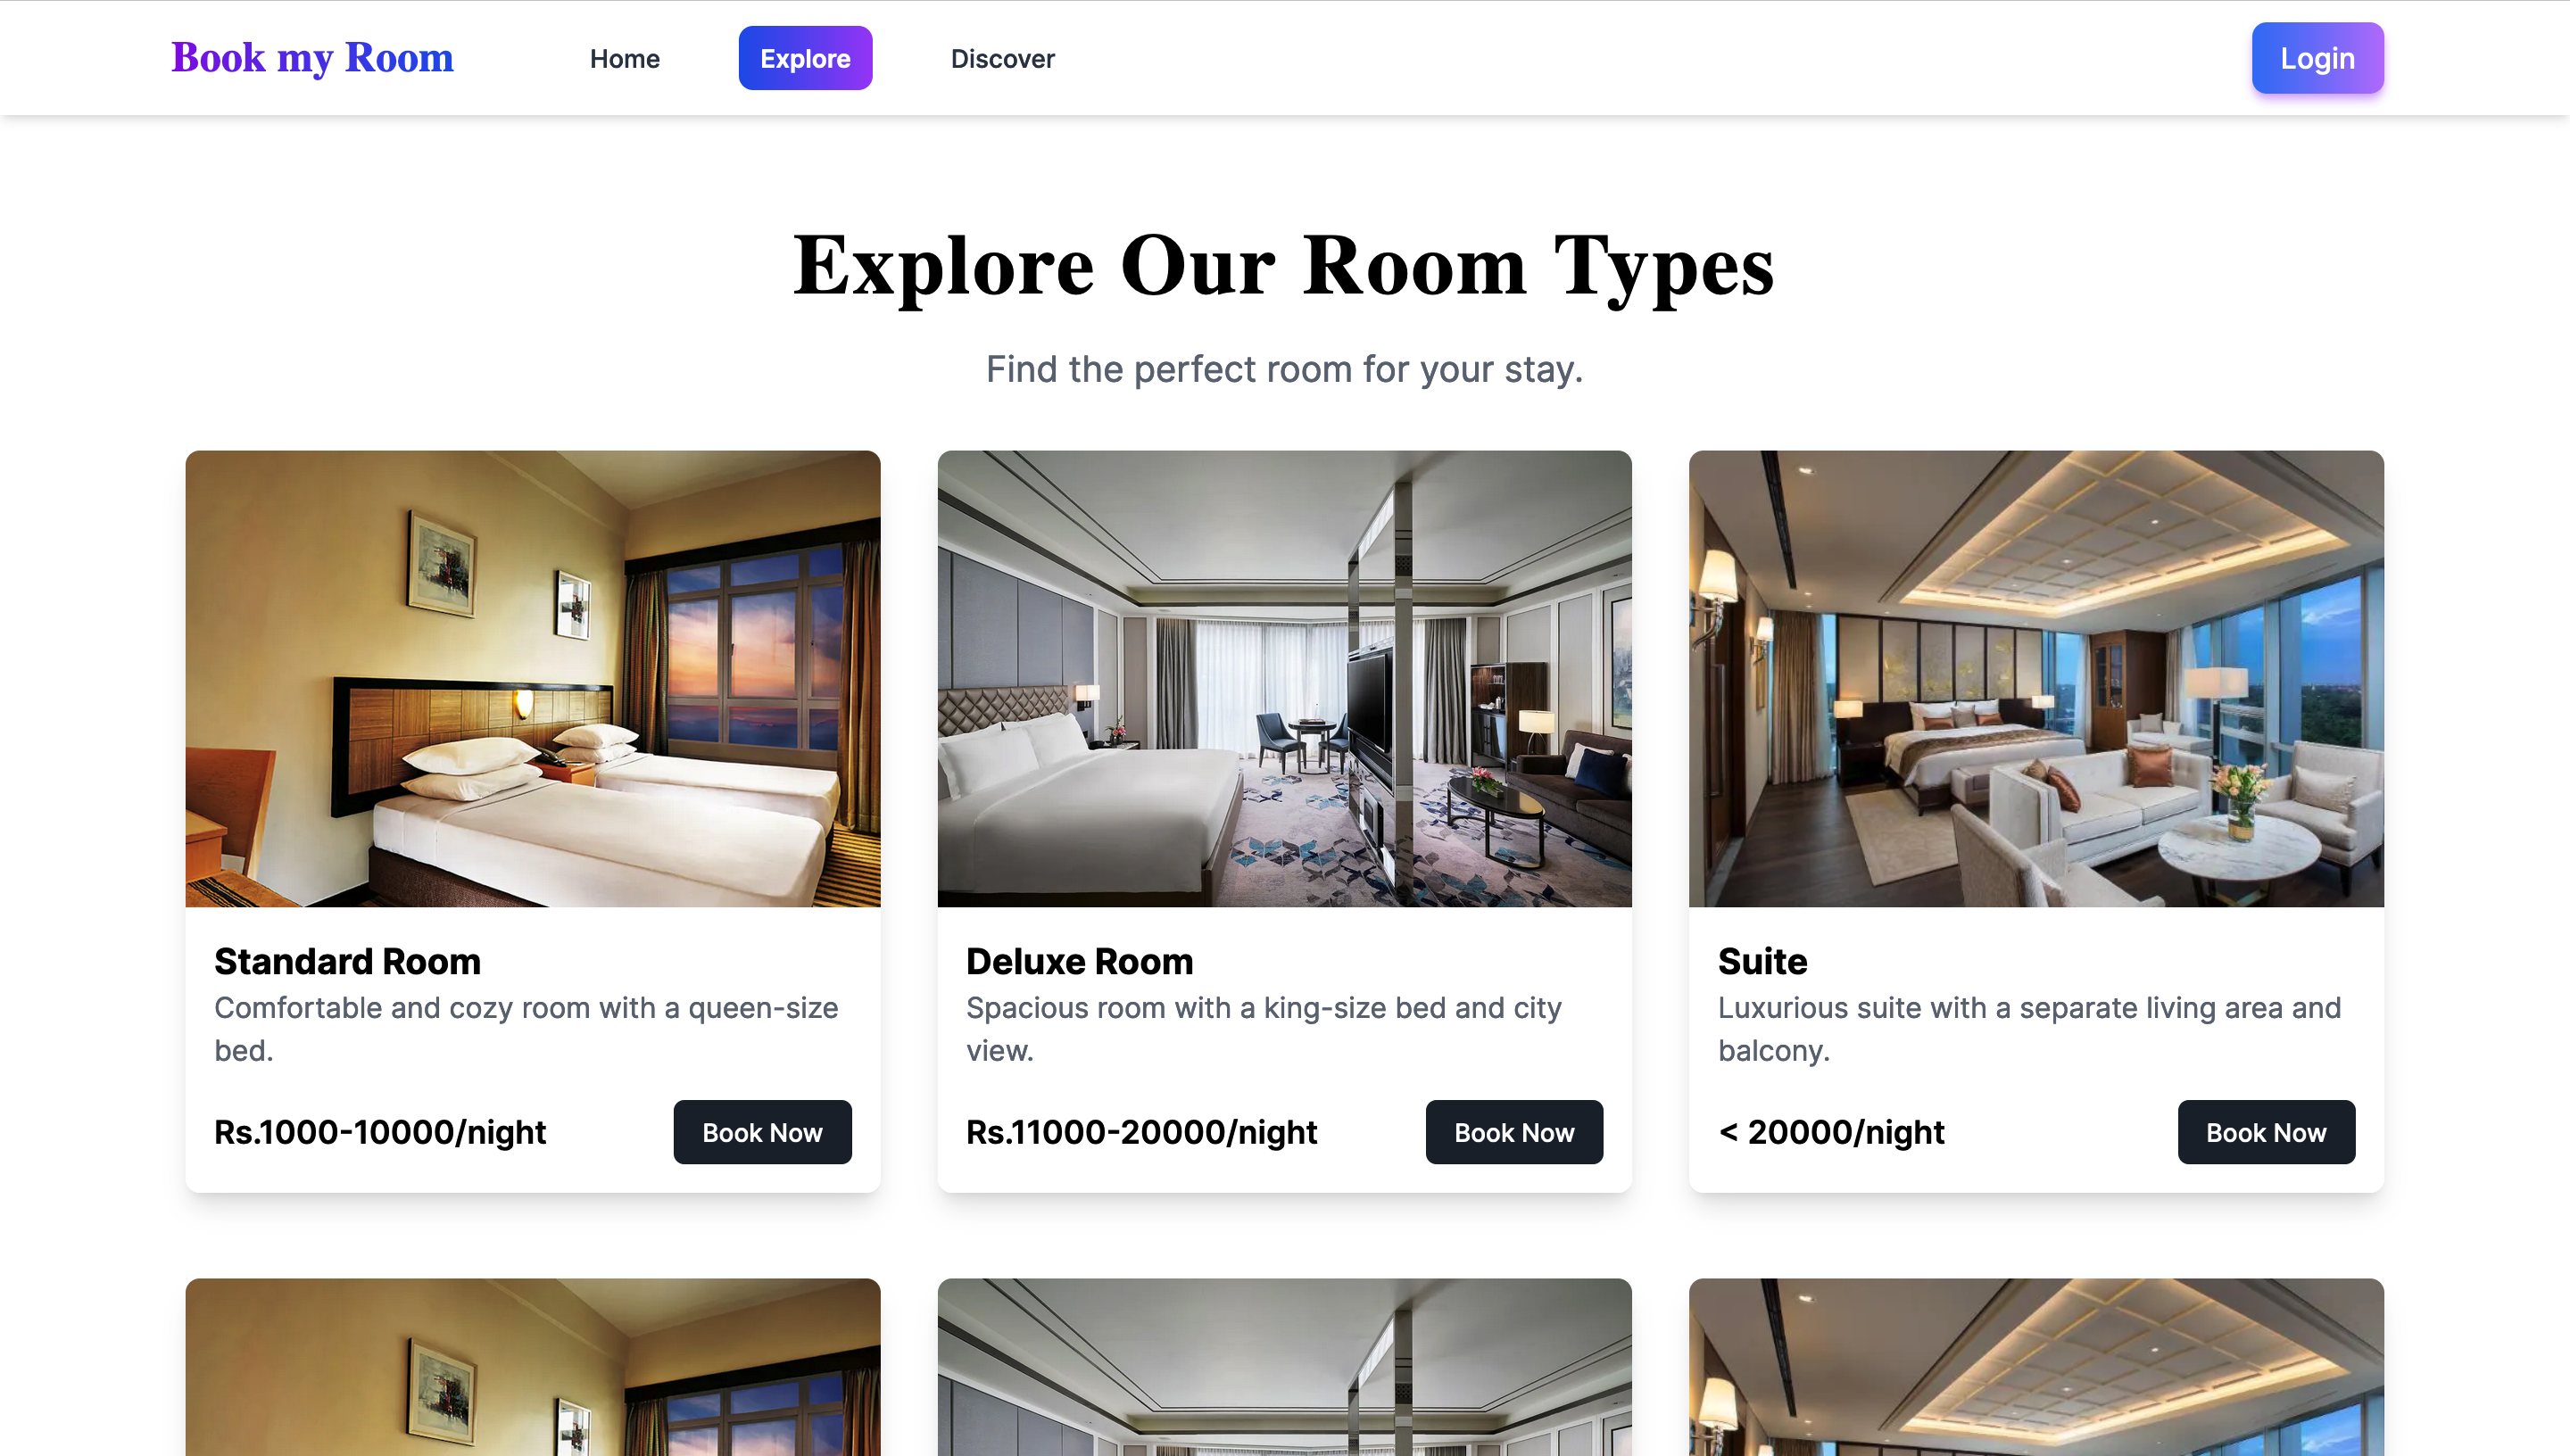 Book my Room
Home
Explore
Discover
Login
Explore Our Room Types
Find the perfect room for your stay.
Standard Room
Comfortable and cozy room with a queen-size
bed.
Rs.1000-10000/night
Book Now
Deluxe Room
Spacious room with a king-size bed and city
view.
Rs.11000-20000/night
Book Now
Suite
Luxurious suite with a separate living area and
balcony.
< 20000/night
Book Now